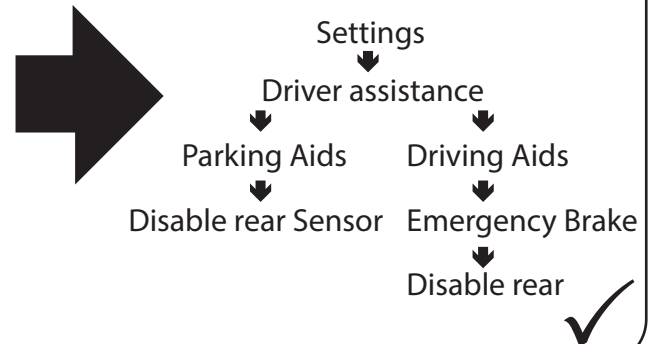 Settings
Driver assistance
Parking Aids Driving Aids
Disable rear Sensor Emergency Brake
Disable rear